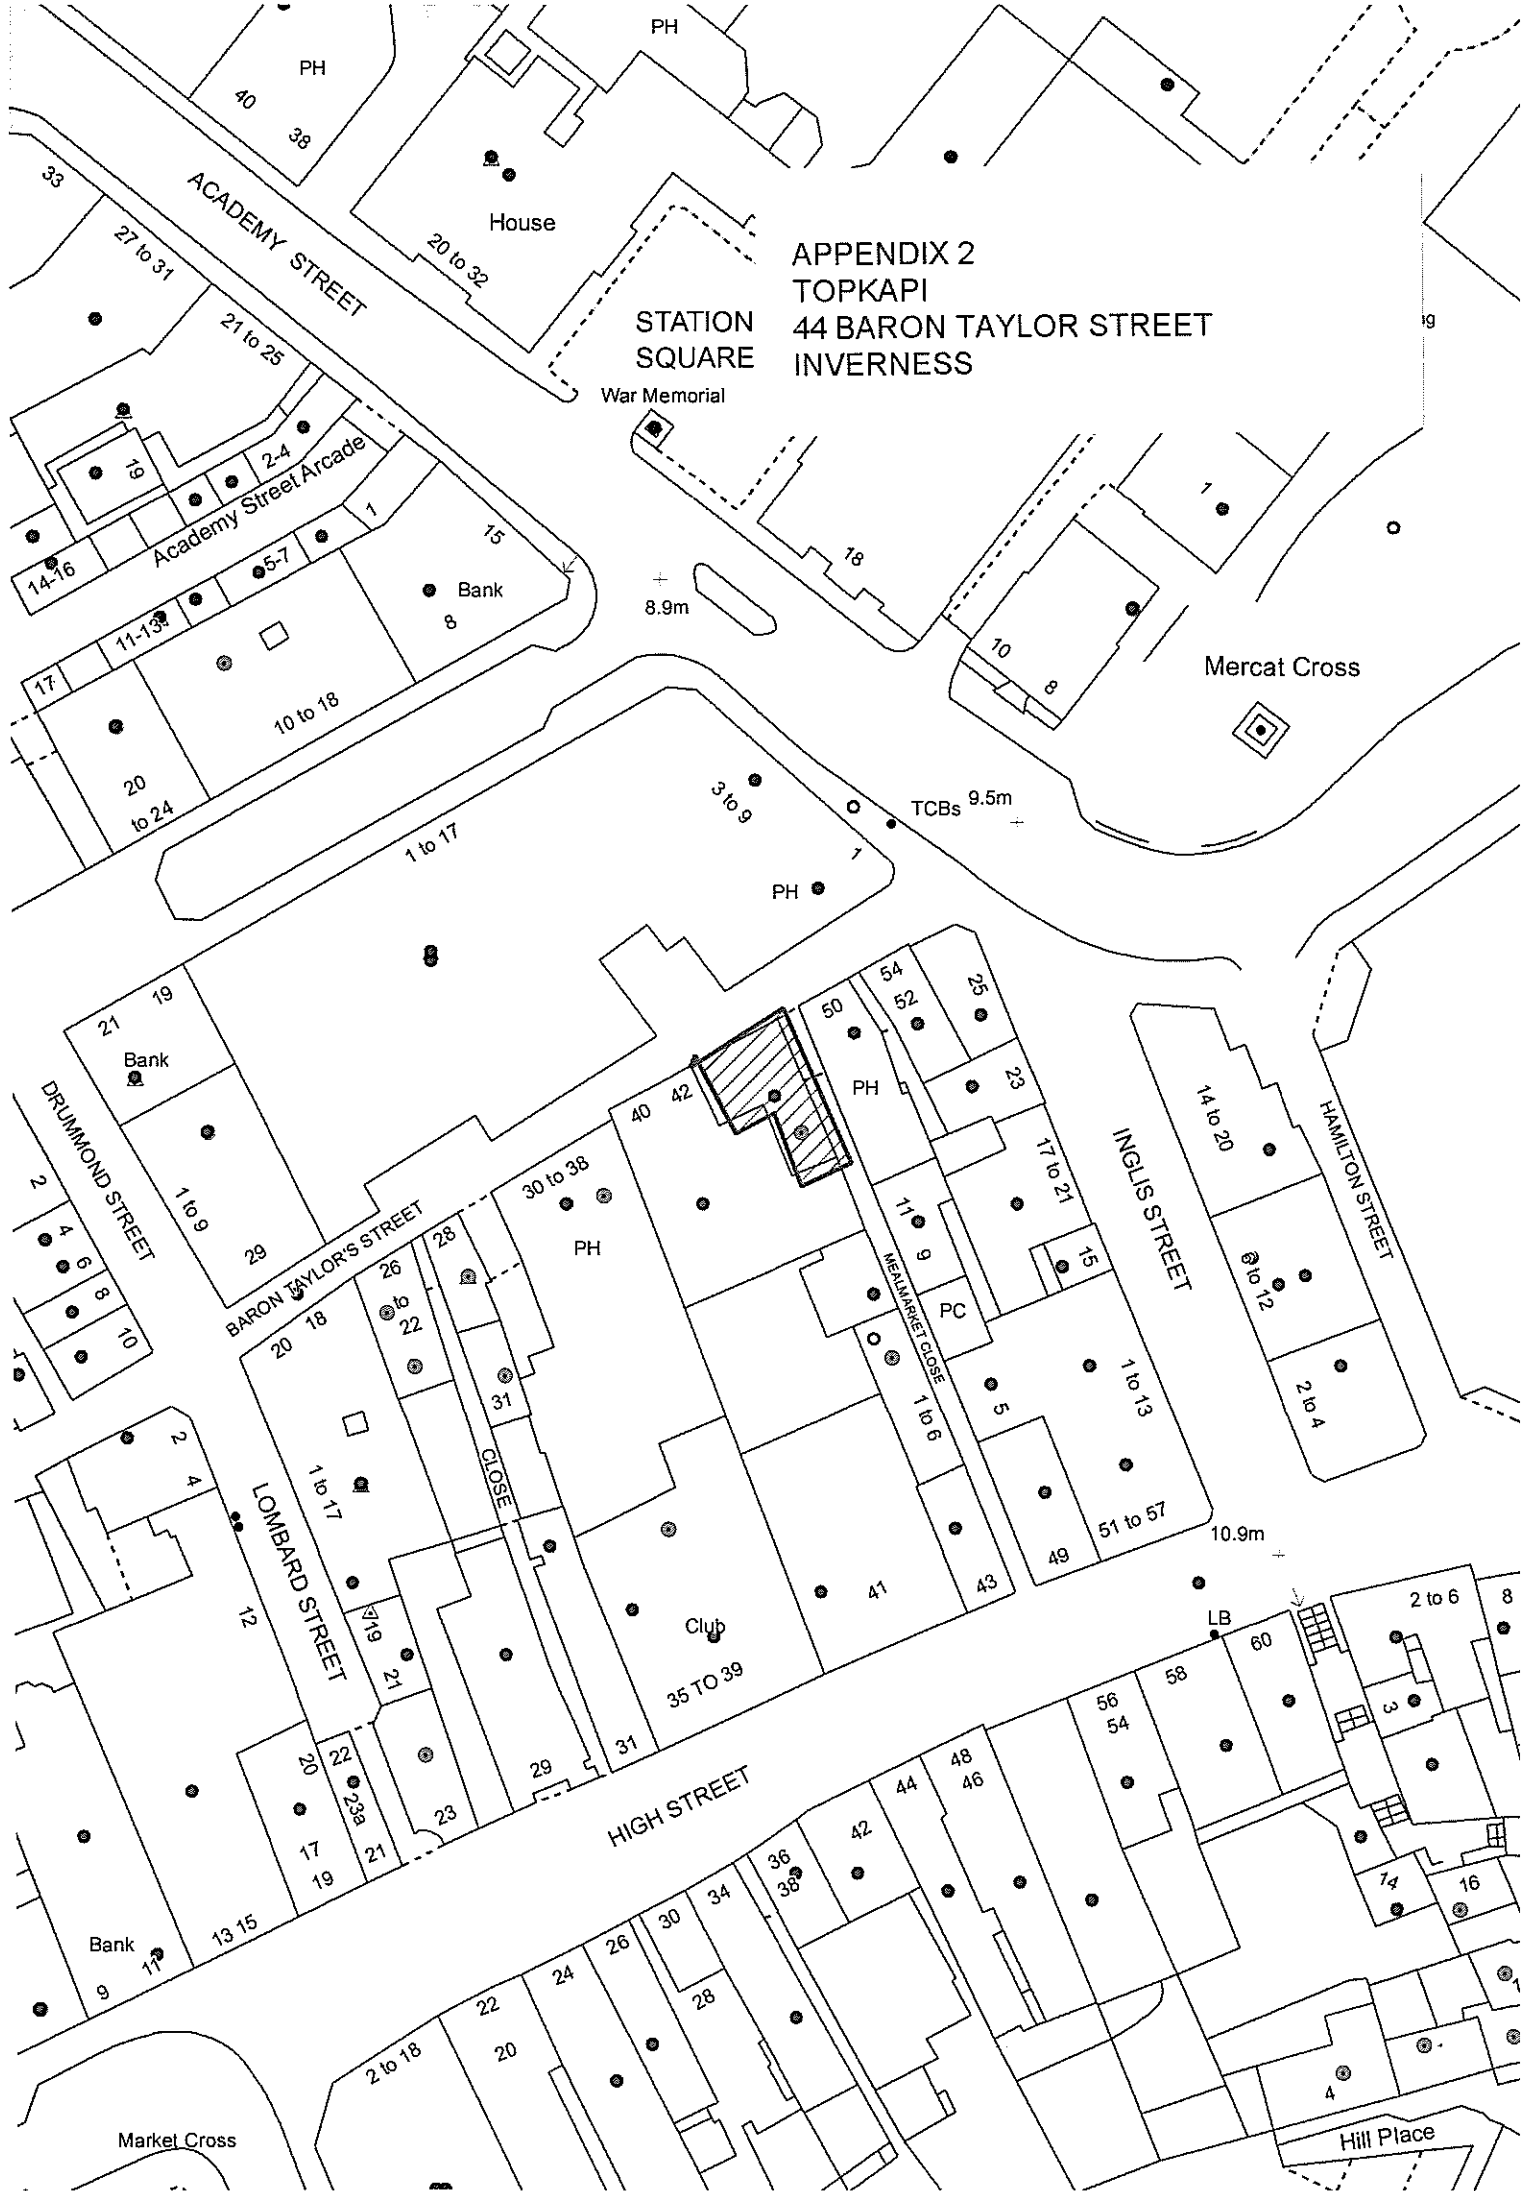 PH
PH
40
38
33
ACADEMY STREET
House
27 to 31
20 to 32
APPENDIX 2
TOPKAPI
44 BARON TAYLOR STREET
INVERNESS
STATION
SQUARE
War Memorial
21 to 25
19
2-4
Academy Street Arcade
1
15
1
14-16
5-7
Bank
8
18
8.9m
11-13
17
10
8
Mercat Cross
10 to 18
20
to 24
3 to 9
TCBs 9.5m
1 to 17
1
PH
54
52
25
50
19
21
Bank
PH
23
DRUMMOND STREET
40
42
14 to 20
HAMILTON STREET
INGLIS STREET
17 to 21
30 to 38
2
4
6
8
10
1 to 9
29
BARON TAYLOR'S STREET
28
PH
11
9
15
MEALMARKET CLOSE
6 to 12
26
to
22
20
18
PC
31
5
1 to 6
1 to 13
2 to 4
2
4
CLOSE
1 to 17
LOMBARD STREET
51 to 57
10.9m
49
43
41
12
19
21
Club
35 TO 39
LB
60
2 to 6
8
58
56
54
3
31
29
20
22
23a
23
17
19
21
HIGH STREET
48
46
44
42
36
38
34
30
28
26
24
22
20
14
16
Bank
11
9
13 15
2 to 18
4
Market Cross
Hill Place